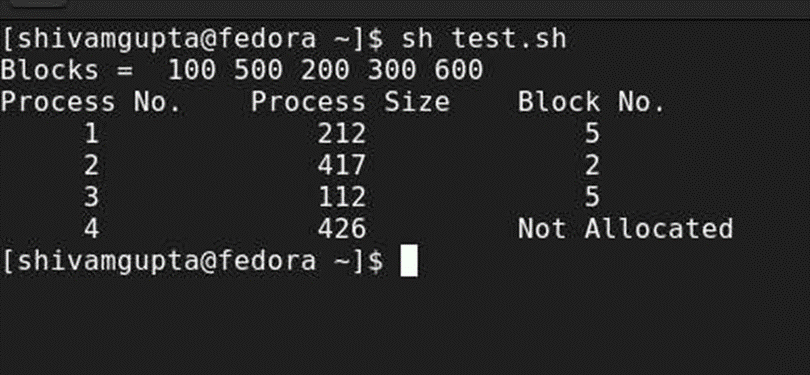 [shivamgupta@fedora ~]$ sh test.sh
Blocks =  100 500 200 300 600
Process No.    Process Size    Block No.
     1             212             5
     2             417             2
     3             112             5
     4             426         Not Allocated
[shivamgupta@fedora ~]$